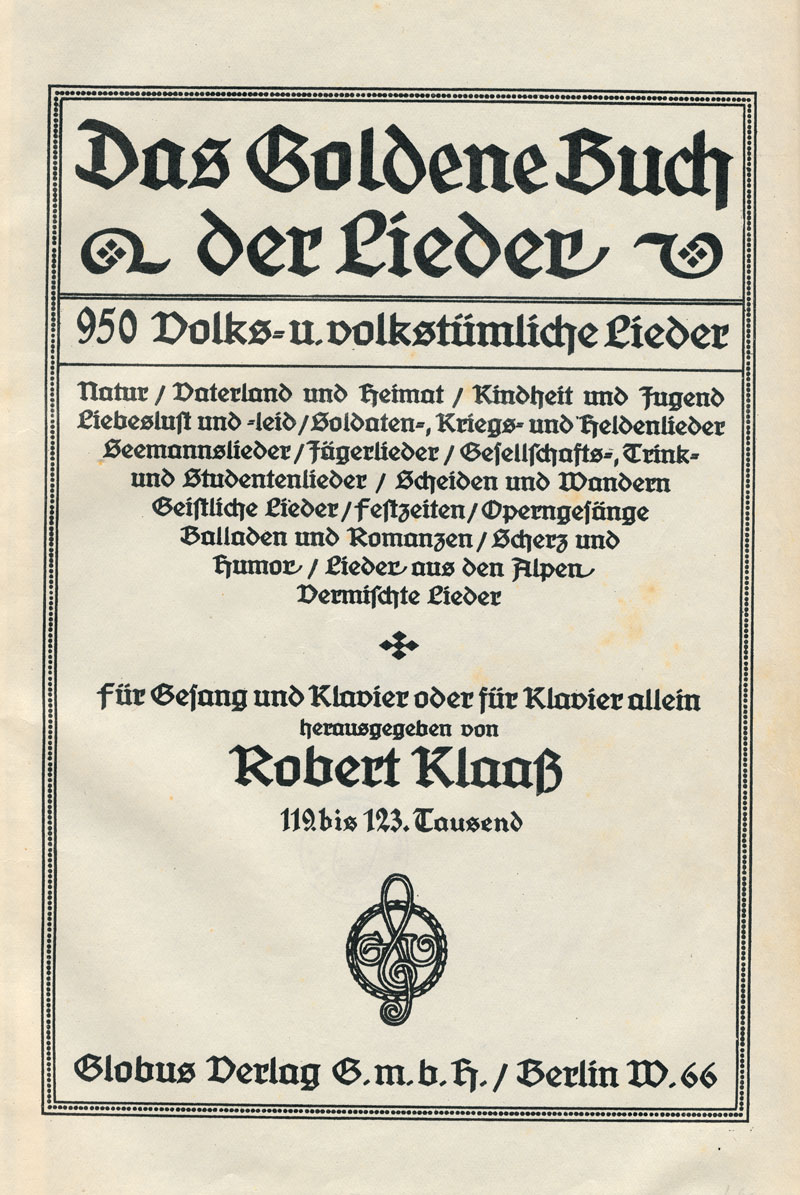 Das Goldene Buch
der Lieder
950 Volks- u. volkstümliche Lieder
Natur / Vaterland und Heimat / Kindheit und Jugend
Liebeslust und -leid / Soldaten-, Kriegs- und Heldenlieder
Seemannslieder / Jägerlieder / Gesellschafts-, Trink-
und Studentenlieder / Scheiden und Wandern
Geistliche Lieder / Festzeiten / Operngesänge
Balladen und Romanzen / Scherz und
Humor / Lieder aus den Alpen
Vermischte Lieder
für Gesang und Klavier oder für Klavier allein
herausgegeben von
Robert Klaaß
119. bis 123. Tausend
GV
Globus Verlag G.m.b.H. / Berlin W. 66